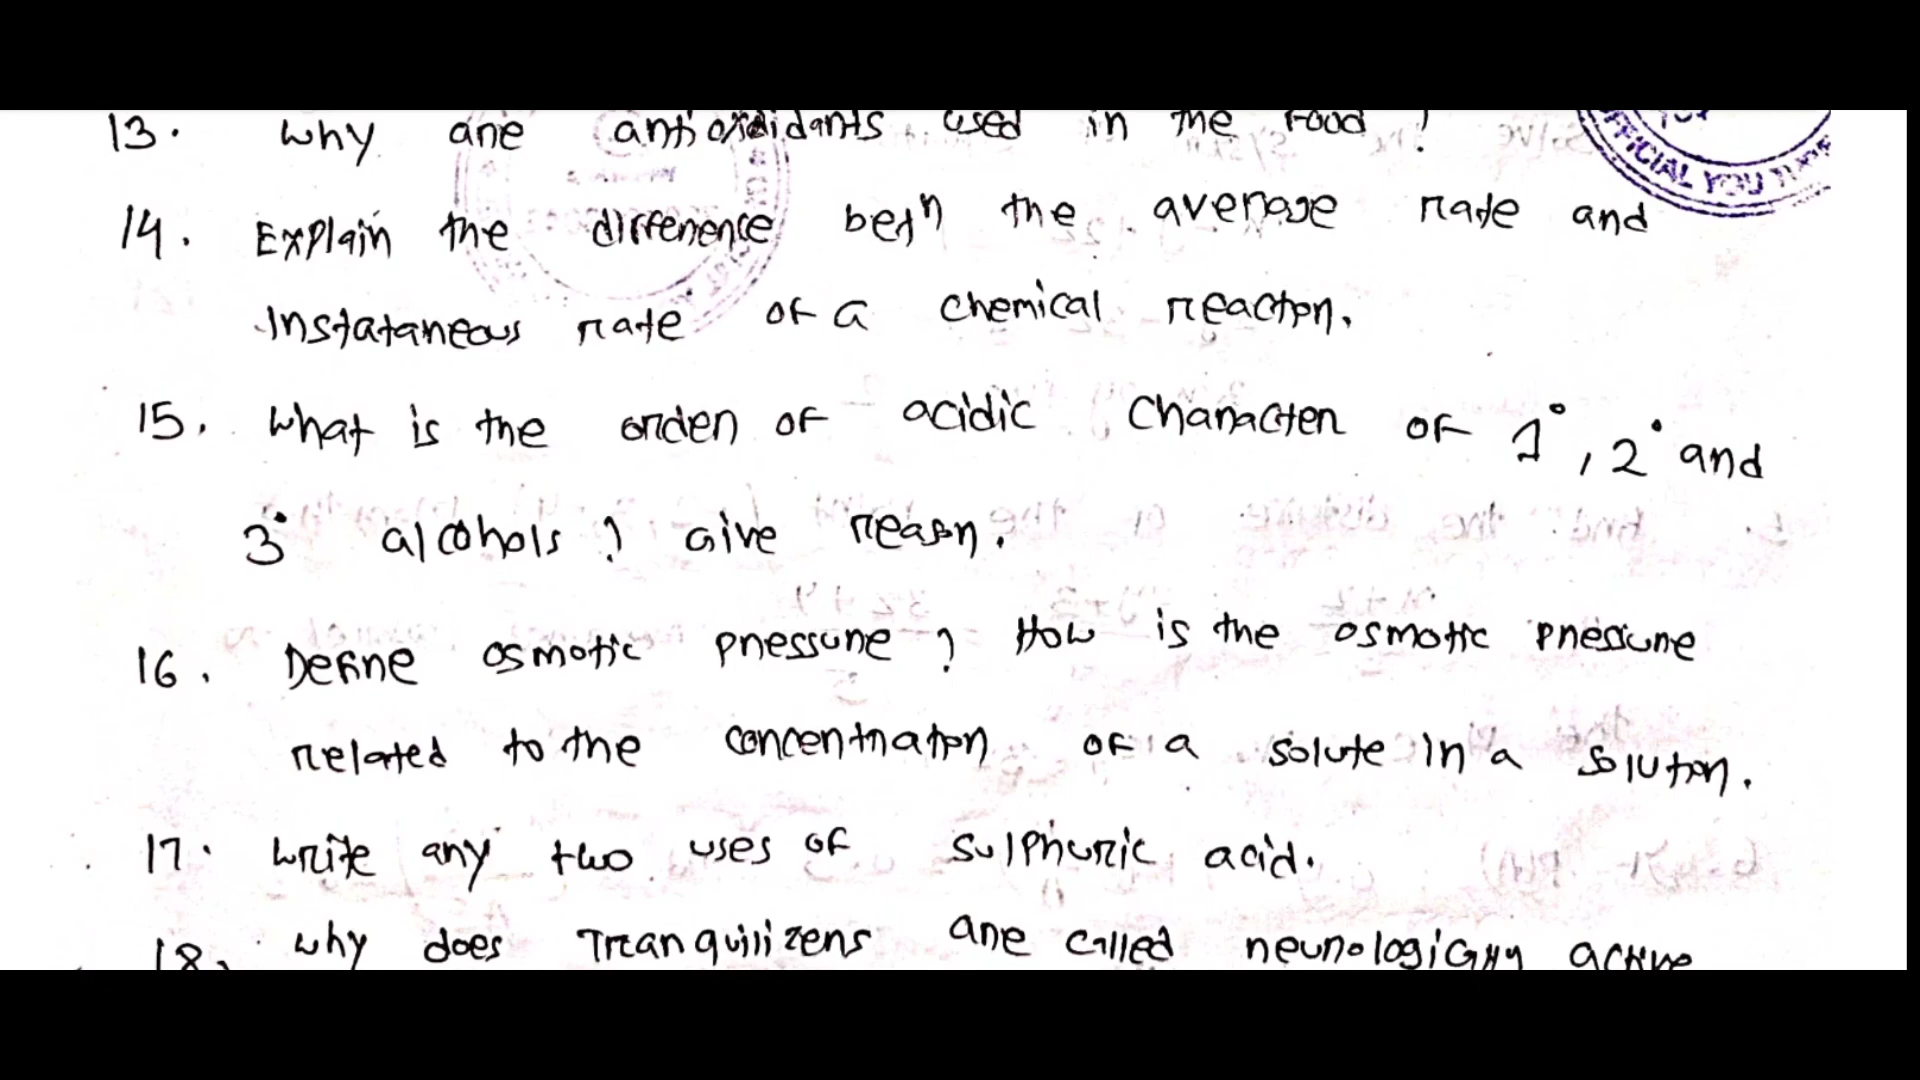 13. Why are antioxidants used in the Food ?
OFFICIAL YOU TUBE
14. Explain the difference betn the average rate and
Instataneous rate of a chemical reaction.
15. What is the order of acidic character of 1°, 2° and
3° alcohols ? Give reason.
16. Define osmotic pressure ? How is the osmotic pressure
related to the concentration of a solute in a solution.
17. Write any two uses of sulphuric acid.
18. Why does Tranquilizers are called neurologically active